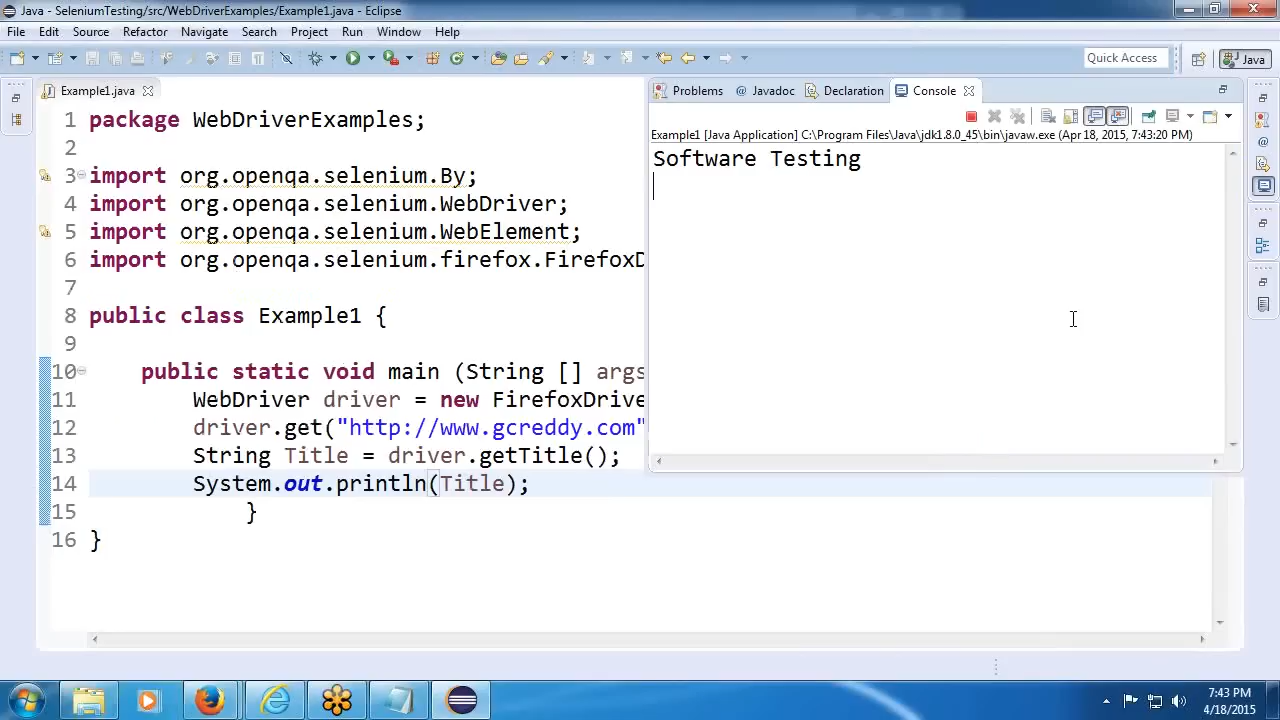 Java - SeleniumTesting/src/WebDriverExamples/Example1.java - Eclipse
File Edit Source Refactor Navigate Search Project Run Window Help
Quick Access
Java
Example1.java
1 package WebDriverExamples;
2
3 import org.openqa.selenium.By;
4 import org.openqa.selenium.WebDriver;
5 import org.openqa.selenium.WebElement;
6 import org.openqa.selenium.firefox.FirefoxD
7
8 public class Example1 {
9
10 public static void main (String [] args
11 WebDriver driver = new FirefoxDrive
12 driver.get("http://www.gcreddy.com"
13 String Title = driver.getTitle();
14 System.out.println(Title);
15 }
16 }
Problems @ Javadoc Declaration Console
Example1 [Java Application] C:\Program Files\Java\jdk1.8.0_45\bin\javaw.exe (Apr 18, 2015, 7:43:20 PM)
Software Testing
7:43 PM
4/18/2015